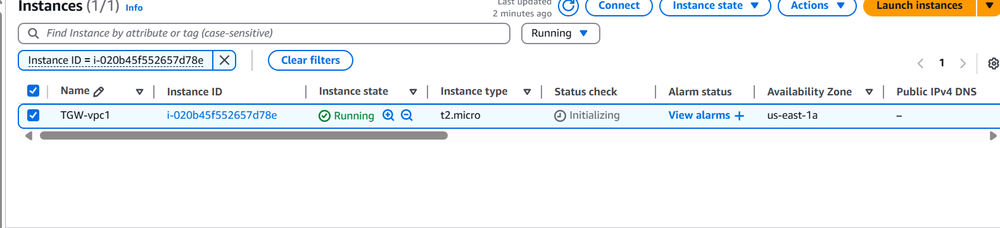 Instances (1/1) Info
Last updated
2 minutes ago
Connect
Instance state
Actions
Launch instances
Find Instance by attribute or tag (case-sensitive)
Running
Instance ID = i-020b45f552657d78e
Clear filters
1
Name Instance ID Instance state Instance type Status check Alarm status Availability Zone Public IPv4 DNS
TGW-vpc1 i-020b45f552657d78e Running t2.micro Initializing View alarms + us-east-1a –